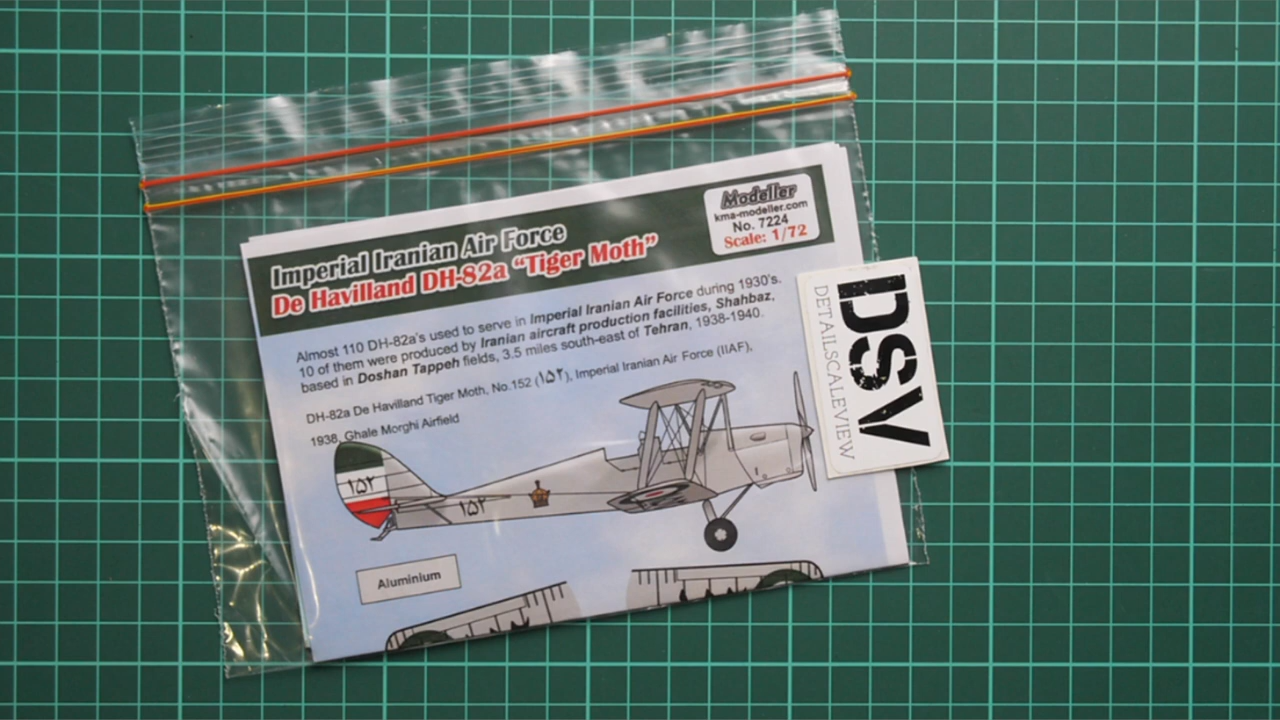 Imperial Iranian Air Force
De Havilland DH-82a “Tiger Moth”
Modeller
kma-modeller.com
No. 7224
Scale: 1/72
Almost 110 DH-82a's used to serve in Imperial Iranian Air Force during 1930's.
10 of them were produced by Iranian aircraft production facilities, Shahbaz,
based in Doshan Tappeh fields, 3.5 miles south-east of Tehran, 1938-1940.
DH-82a De Havilland Tiger Moth, No.152 (۱۵۲), Imperial Iranian Air Force (IIAF),
1938, Ghale Morghi Airfield
۱۵۲
۱۵۲
Aluminium
DSV
DETAILSCALEVIEW